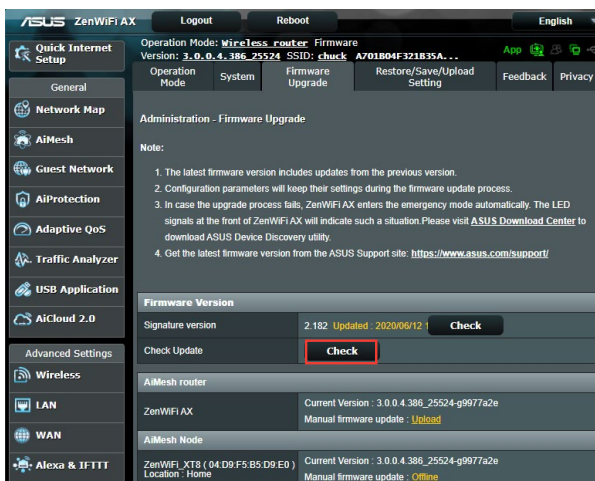 ASUS ZenWiFi AX Logout Reboot English
Quick Internet Setup
Operation Mode: Wireless router Firmware
Version: 3.0.0.4.386_25524 SSID: chuck A701B04F321B35A...
App
Operation Mode System Firmware Upgrade Restore/Save/Upload Setting Feedback Privacy
General
Network Map
AiMesh
Guest Network
AiProtection
Adaptive QoS
Traffic Analyzer
USB Application
AiCloud 2.0
Advanced Settings
Wireless
LAN
WAN
Alexa & IFTTT
Administration - Firmware Upgrade
Note:
1. The latest firmware version includes updates from the previous version.
2. Configuration parameters will keep their settings during the firmware update process.
3. In case the upgrade process fails, ZenWiFi AX enters the emergency mode automatically. The LED
signals at the front of ZenWiFi AX will indicate such a situation.Please visit ASUS Download Center to
download ASUS Device Discovery utility.
4. Get the latest firmware version from the ASUS Support site: https://www.asus.com/support/
Firmware Version
Signature version 2.182 Updated : 2020/06/12 1 Check
Check Update Check
AiMesh router
ZenWiFi AX
Current Version : 3.0.0.4.386_25524-g9977a2e
Manual firmware update : Upload
AiMesh Node
ZenWiFi_XT8 ( 04:D9:F5:B5:D9:E0 )
Location : Home
Current Version : 3.0.0.4.386_25524-g9977a2e
Manual firmware update : Offline